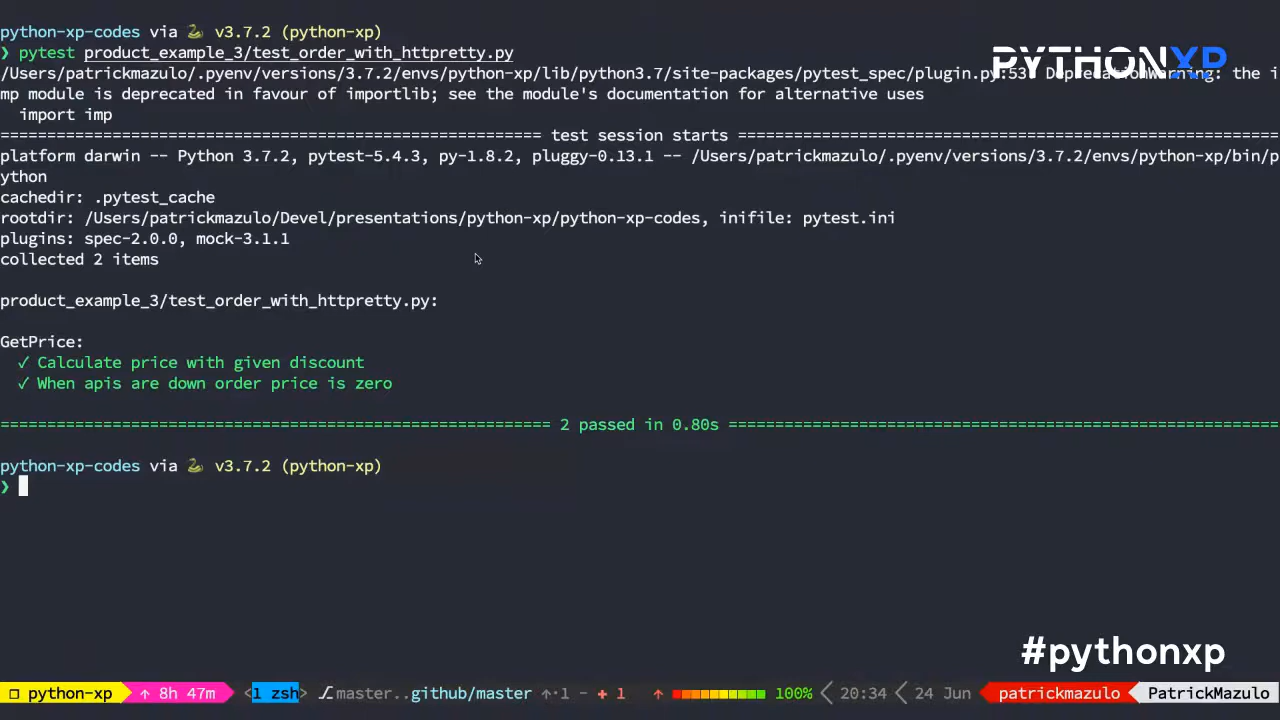 python-xp-codes via 🐍 v3.7.2 (python-xp)
❯ pytest product_example_3/test_order_with_httpretty.py
PYTHONXP
/Users/patrickmazulo/.pyenv/versions/3.7.2/envs/python-xp/lib/python3.7/site-packages/pytest_spec/plugin.py:53: DeprecationWarning: the i
mp module is deprecated in favour of importlib; see the module's documentation for alternative uses
  import imp
========================================================== test session starts ==========================================================
platform darwin -- Python 3.7.2, pytest-5.4.3, py-1.8.2, pluggy-0.13.1 -- /Users/patrickmazulo/.pyenv/versions/3.7.2/envs/python-xp/bin/p
ython
cachedir: .pytest_cache
rootdir: /Users/patrickmazulo/Devel/presentations/python-xp/python-xp-codes, inifile: pytest.ini
plugins: spec-2.0.0, mock-3.1.1
collected 2 items
product_example_3/test_order_with_httpretty.py:
GetPrice:
  ✓ Calculate price with given discount
  ✓ When apis are down order price is zero
=========================================================== 2 passed in 0.80s ===========================================================
python-xp-codes via 🐍 v3.7.2 (python-xp)
❯
#pythonxp
□ python-xp ↑ 8h 47m <1 zsh> master..github/master ↑·1 - + 1 ↑ 100% < 20:34 < 24 Jun patrickmazulo PatrickMazulo